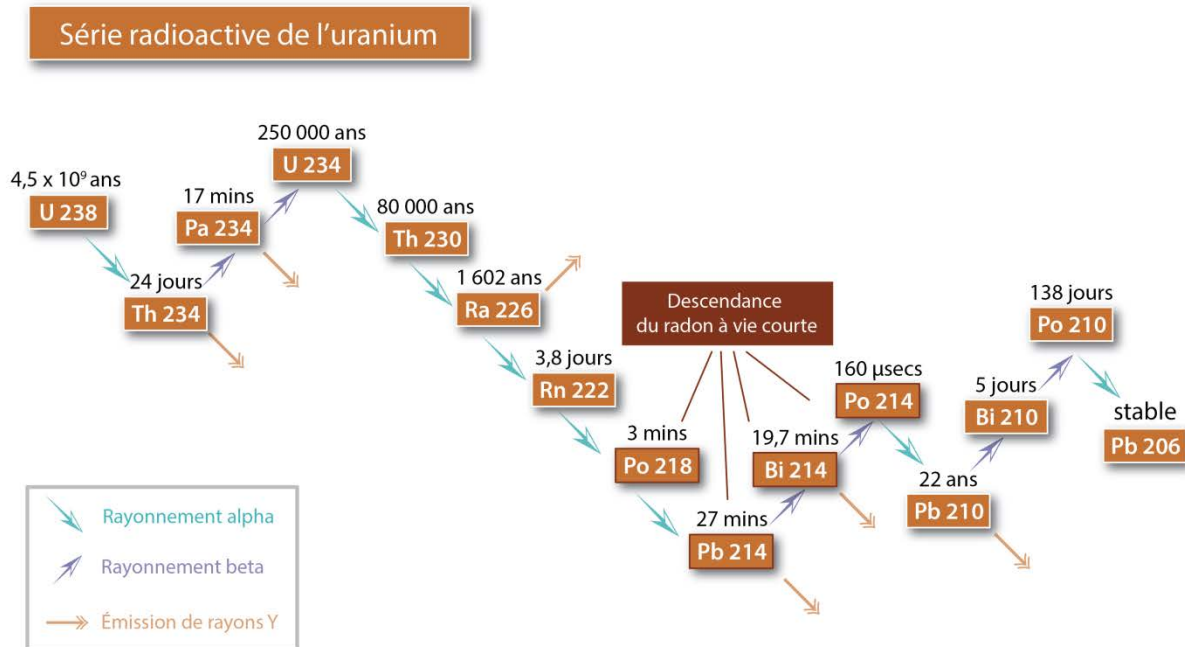 Série radioactive de l'uranium
4,5 x 10⁹ ans
U 238
24 jours
Th 234
17 mins
Pa 234
250 000 ans
U 234
80 000 ans
Th 230
1 602 ans
Ra 226
3,8 jours
Rn 222
Descendance
du radon à vie courte
3 mins
Po 218
27 mins
Pb 214
19,7 mins
Bi 214
160 µsecs
Po 214
22 ans
Pb 210
5 jours
Bi 210
138 jours
Po 210
stable
Pb 206
Rayonnement alpha
Rayonnement beta
Émission de rayons Y